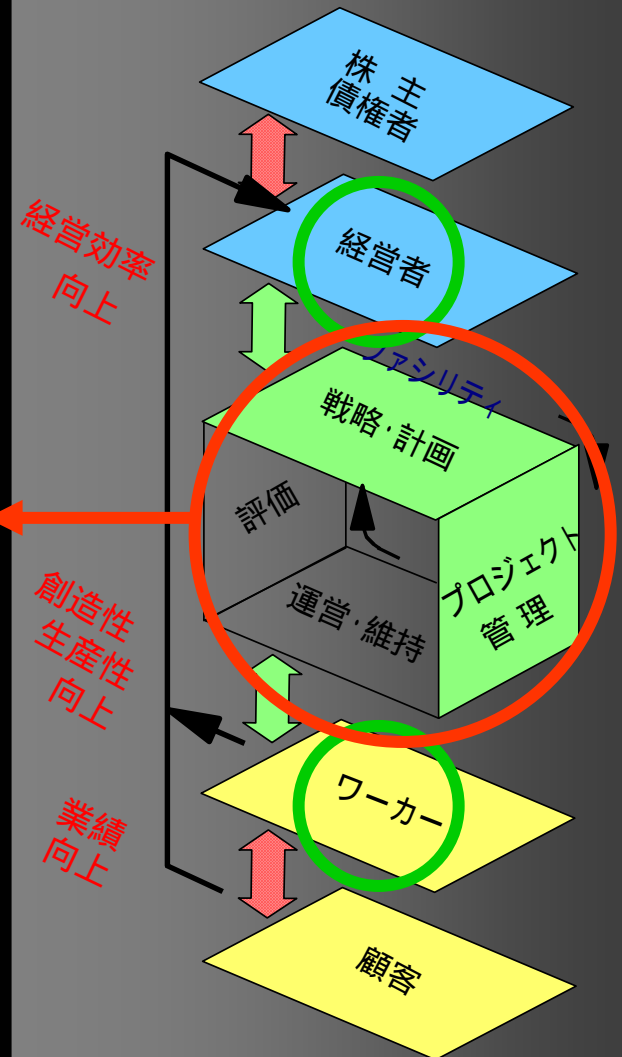 株 主
債権者
経営効率
向上
経営者
ファシリティ
戦略・計画
評価
プロジェクト
管理
運営・維持
創造性
生産性
向上
ワーカー
業績
向上
顧客